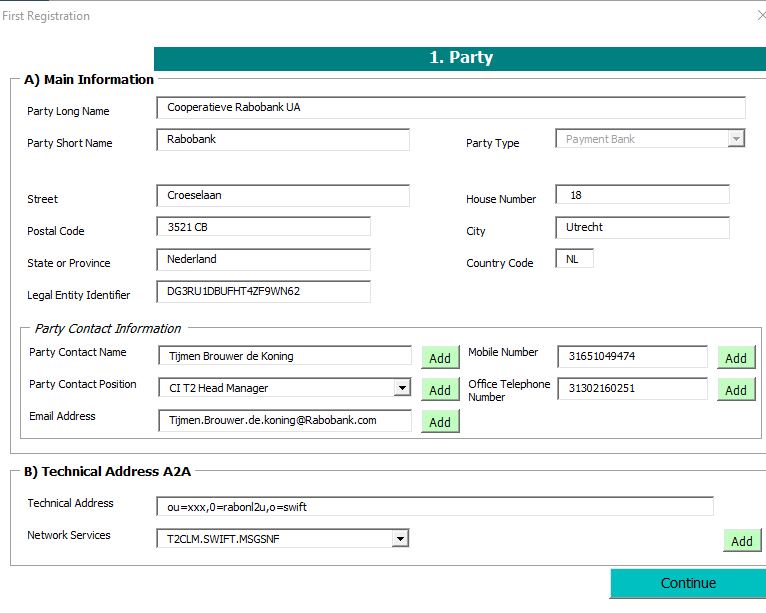 First Registration
1. Party
A) Main Information
Party Long Name Cooperatieve Rabobank UA
Party Short Name Rabobank Party Type Payment Bank
Street Croeselaan House Number 18
Postal Code 3521 CB City Utrecht
State or Province Nederland Country Code NL
Legal Entity Identifier DG3RU1DBUFHT4ZF9WN62
Party Contact Information
Party Contact Name Tijmen Brouwer de Koning Add Mobile Number 31651049474 Add
Party Contact Position CI T2 Head Manager Add Office Telephone Number 31302160251 Add
Email Address Tijmen.Brouwer.de.koning@Rabobank.com Add
B) Technical Address A2A
Technical Address ou=xxx,0=rabonl2u,o=swift
Network Services T2CLM.SWIFT.MSGSNF Add
Continue